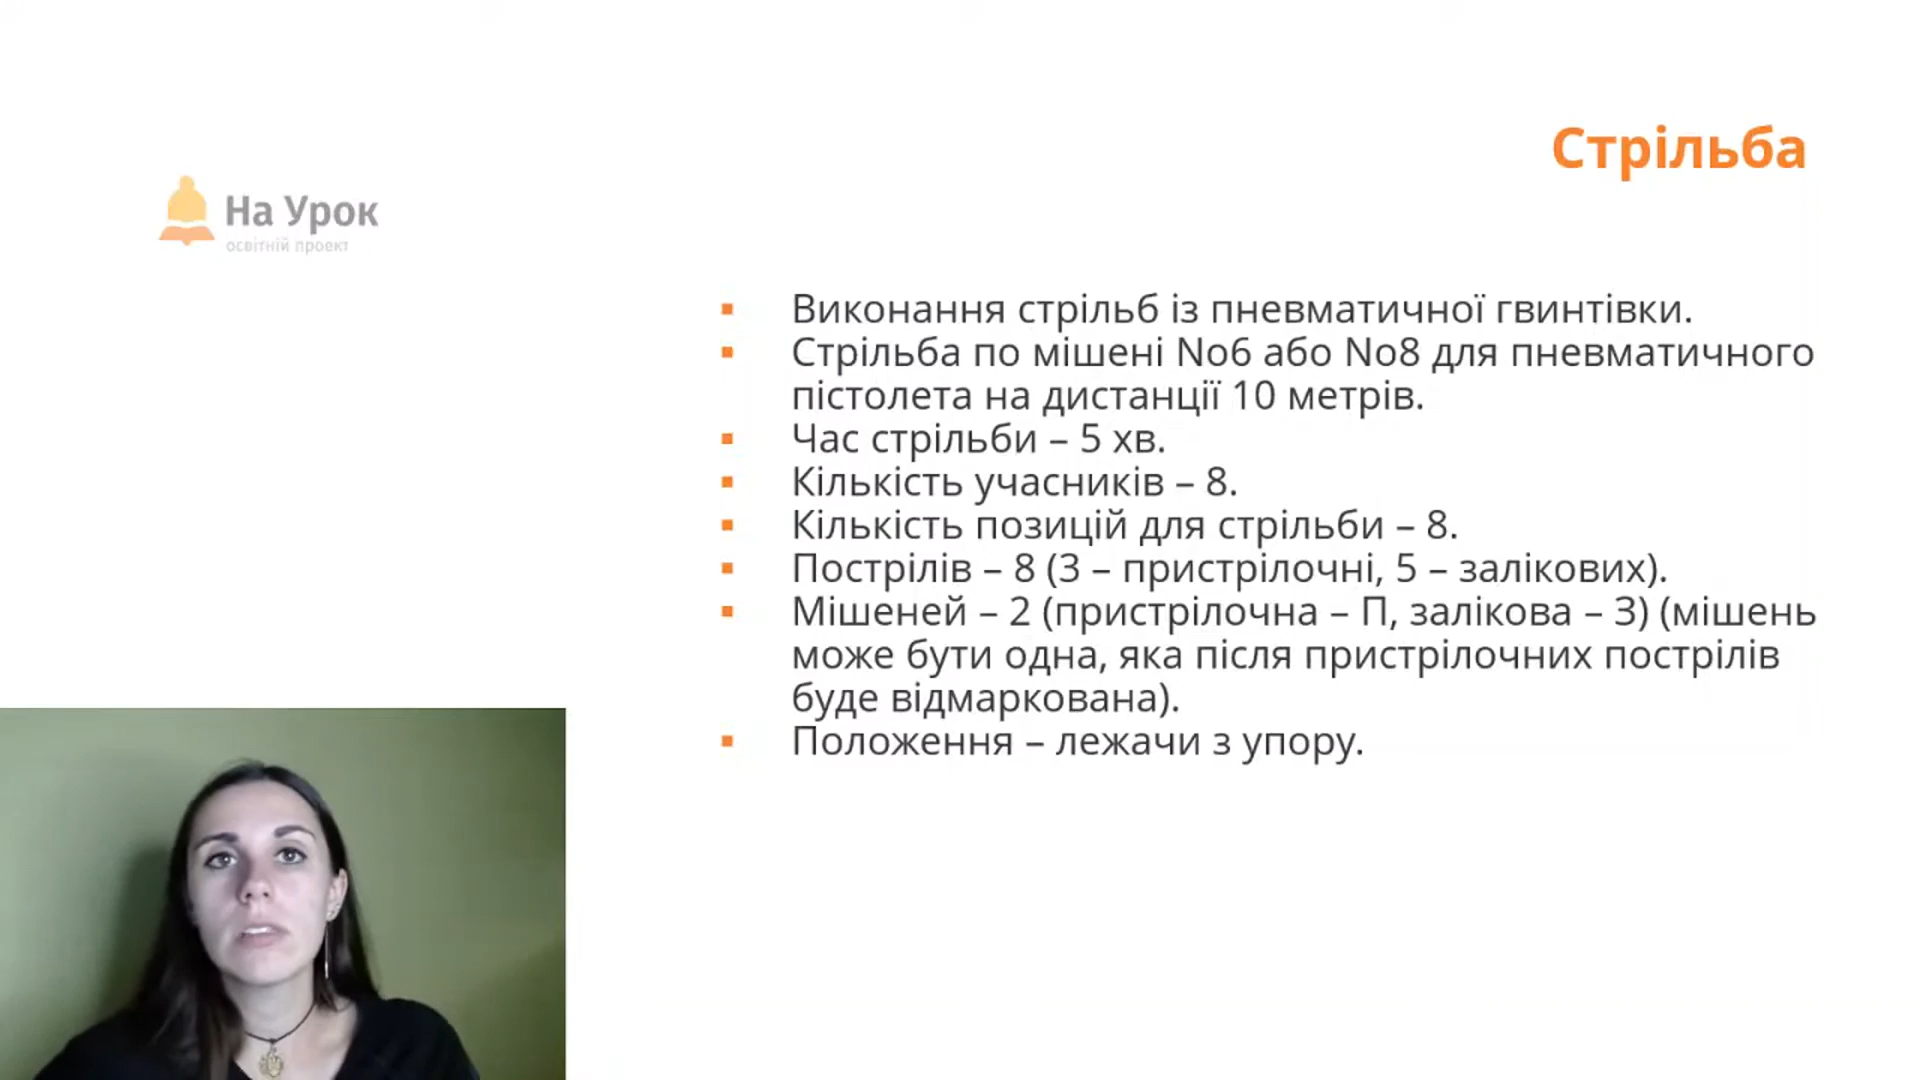 Стрільба
На Урок
освітній проект
Виконання стрільб із пневматичної гвинтівки.
Стрільба по мішені No6 або No8 для пневматичного
пістолета на дистанції 10 метрів.
Час стрільби – 5 хв.
Кількість учасників – 8.
Кількість позицій для стрільби – 8.
Пострілів – 8 (3 – пристрілочні, 5 – залікових).
Мішеней – 2 (пристрілочна – П, залікова – З) (мішень
може бути одна, яка після пристрілочних пострілів
буде відмаркована).
Положення – лежачи з упору.